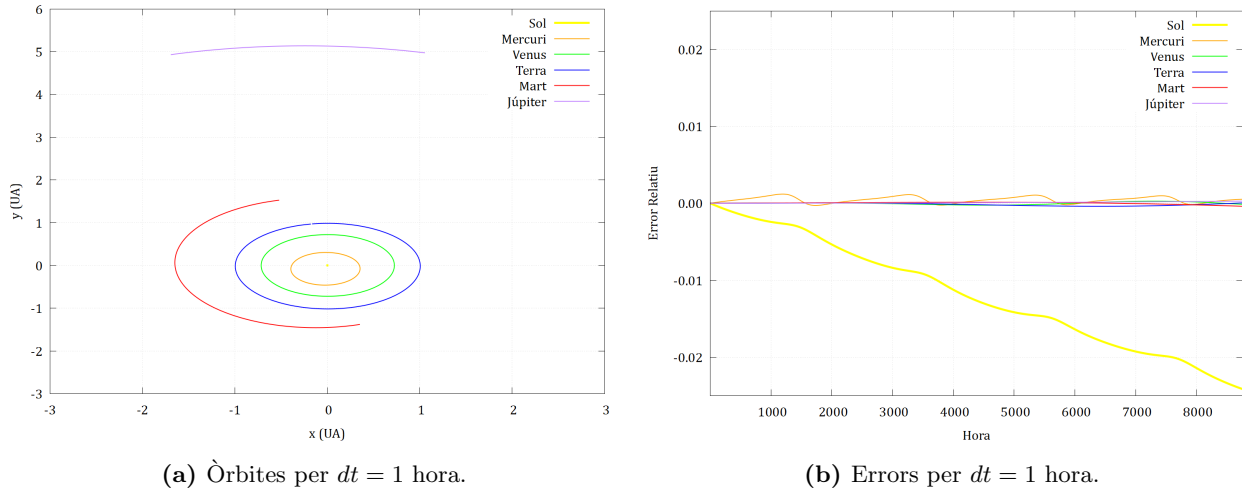 6
5
4
3
2
1
0
-1
-2
-3
-3
-2
-1
0
1
2
3
y (UA)
x (UA)
Sol
Mercuri
Venus
Terra
Mart
Júpiter
(a) Òrbites per dt = 1 hora.
0.02
0.01
0.00
-0.01
-0.02
1000
2000
3000
4000
5000
6000
7000
8000
Error Relatiu
Hora
Sol
Mercuri
Venus
Terra
Mart
Júpiter
(b) Errors per dt = 1 hora.